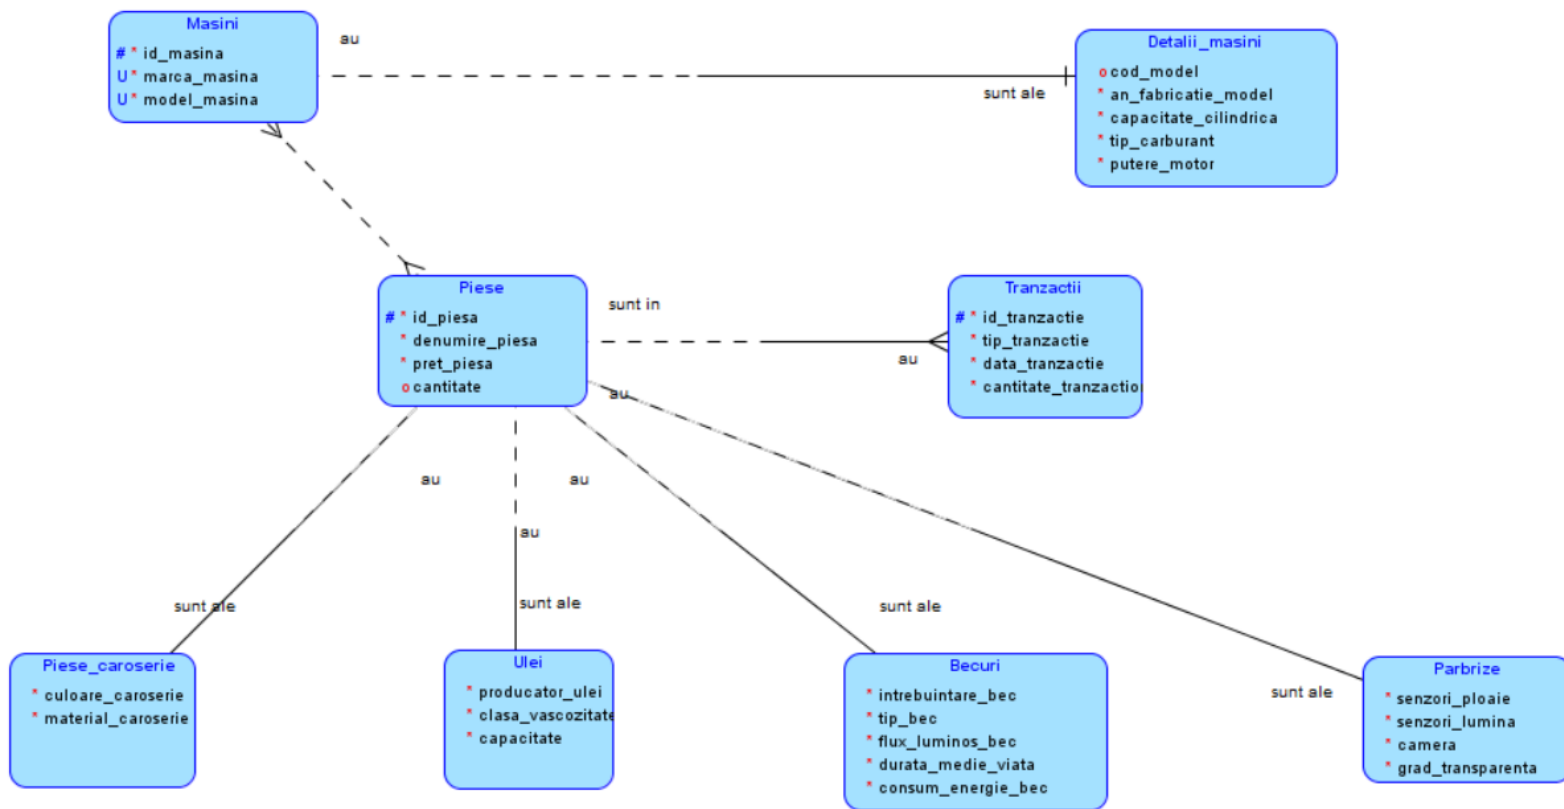 Masini
# * id_masina
U * marca_masina
U * model_masina
au
sunt ale
Detalii_masini
o cod_model
* an_fabricatie_model
* capacitate_cilindrica
* tip_carburant
* putere_motor
Piese
# * id_piesa
* denumire_piesa
* pret_piesa
o cantitate
sunt in
au
Tranzactii
# * id_tranzactie
* tip_tranzactie
* data_tranzactie
* cantitate_tranzactio
au
au
au
au
sunt ale
sunt ale
sunt ale
sunt ale
Piese_caroserie
* culoare_caroserie
* material_caroserie
Ulei
* producator_ulei
* clasa_vascozitate
* capacitate
Becuri
* intrebuintare_bec
* tip_bec
* flux_luminos_bec
* durata_medie_viata
* consum_energie_bec
Parbrize
* senzori_ploaie
* senzori_lumina
* camera
* grad_transparenta